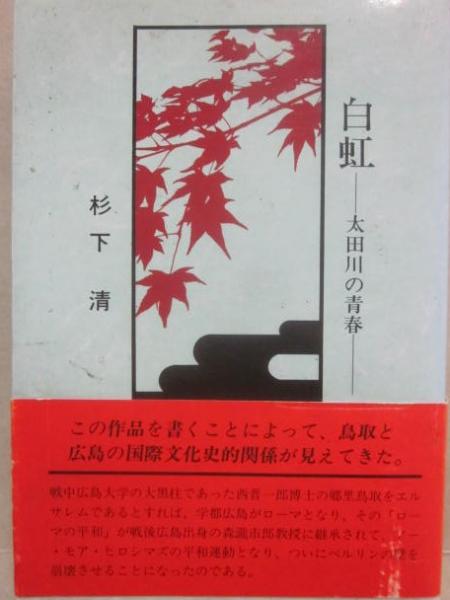 白虹
――太田川の青春――
杉下 清
この作品を書くことによって、鳥取と
広島の国際文化史的関係が見えてきた。
戦中広島大学の大黒柱であった西晋一郎博士の郷里鳥取をエル
サレムであるとすれば、学都広島がローマとなり、その「ロー
マの平和」が戦後広島出身の森瀧市郎教授に継承されて、ノー
・モア・ヒロシマズの平和運動となり、ついにベルリンの壁を
崩壊させることになったのである。